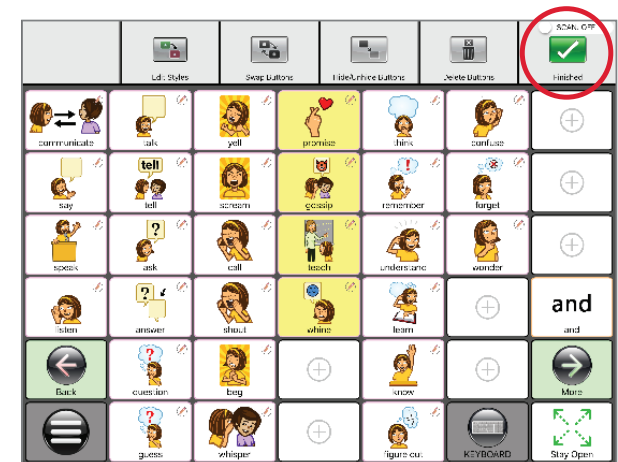 SCAN: OFF
Edit Styles
Swap Buttons
Hide/Unhide Buttons
Delete Buttons
Finished
communicate
talk
yell
promise
think
confuse
say
tell!
tell
scream
gossip
!
remember
forget
speak
?
ask
call
teach
understand
wonder
listen
?
answer
shout
whine
learn
and
and
Back
?
question
beg
know
More
?
guess
whisper
figure out
KEYBOARD
Stay Open